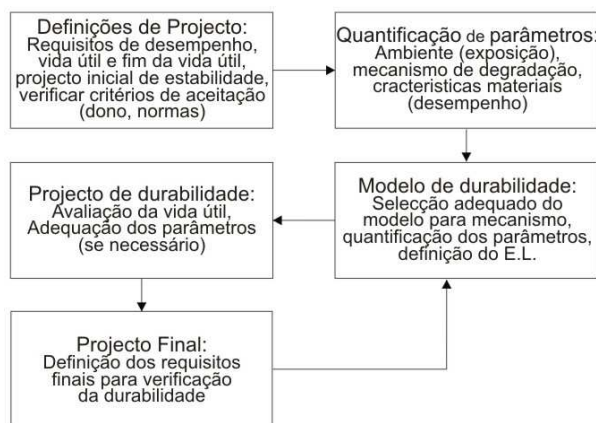 Definições de Projecto:
Requisitos de desempenho,
vida útil e fim da vida útil,
projecto inicial de estabilidade,
verificar critérios de aceitação
(dono, normas)
Quantificação de parâmetros:
Ambiente (exposição),
mecanismo de degradação,
cracteristicas materiais
(desempenho)
Modelo de durabilidade:
Selecção adequado do
modelo para mecanismo,
quantificação dos parâmetros,
definição do E.L.
Projecto de durabilidade:
Avaliação da vida útil,
Adequação dos parâmetros
(se necessário)
Projecto Final:
Definição dos requisitos
finais para verificação
da durabilidade